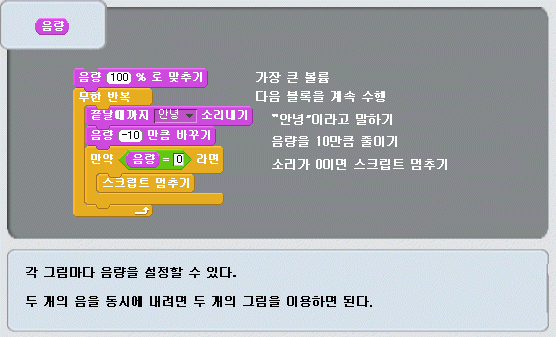 음량
음량 100 % 로 맞추기 가장 큰 볼륨
무한 반복 다음 블록을 계속 수행
끝날때까지 안녕 소리내기 "안녕"이라고 말하기
음량 -10 만큼 바꾸기 음량을 10만큼 줄이기
만약 음량 = 0 라면 소리가 0이면 스크립트 멈추기
스크립트 멈추기
각 그림마다 음량을 설정할 수 있다.
두 개의 음을 동시에 내려면 두 개의 그림을 이용하면 된다.